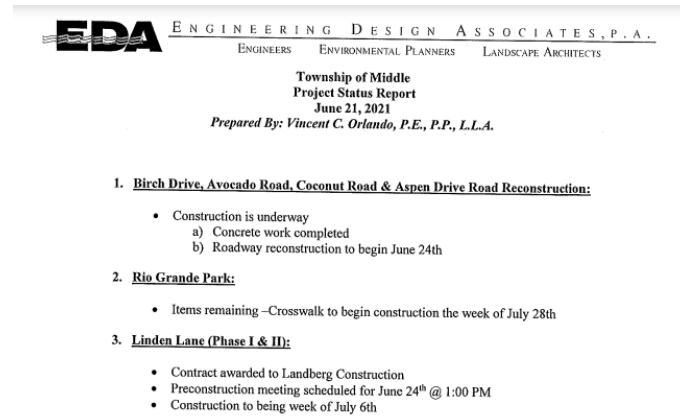 EDA ENGINEERING DESIGN ASSOCIATES, P.A.
ENGINEERS ENVIRONMENTAL PLANNERS LANDSCAPE ARCHITECTS
Township of Middle
Project Status Report
June 21, 2021
Prepared By: Vincent C. Orlando, P.E., P.P., L.L.A.
1. Birch Drive, Avocado Road, Coconut Road & Aspen Drive Road Reconstruction:
• Construction is underway
a) Concrete work completed
b) Roadway reconstruction to begin June 24th
2. Rio Grande Park:
• Items remaining –Crosswalk to begin construction the week of July 28th
3. Linden Lane (Phase I & II):
• Contract awarded to Landberg Construction
• Preconstruction meeting scheduled for June 24th @ 1:00 PM
• Construction to being week of July 6th